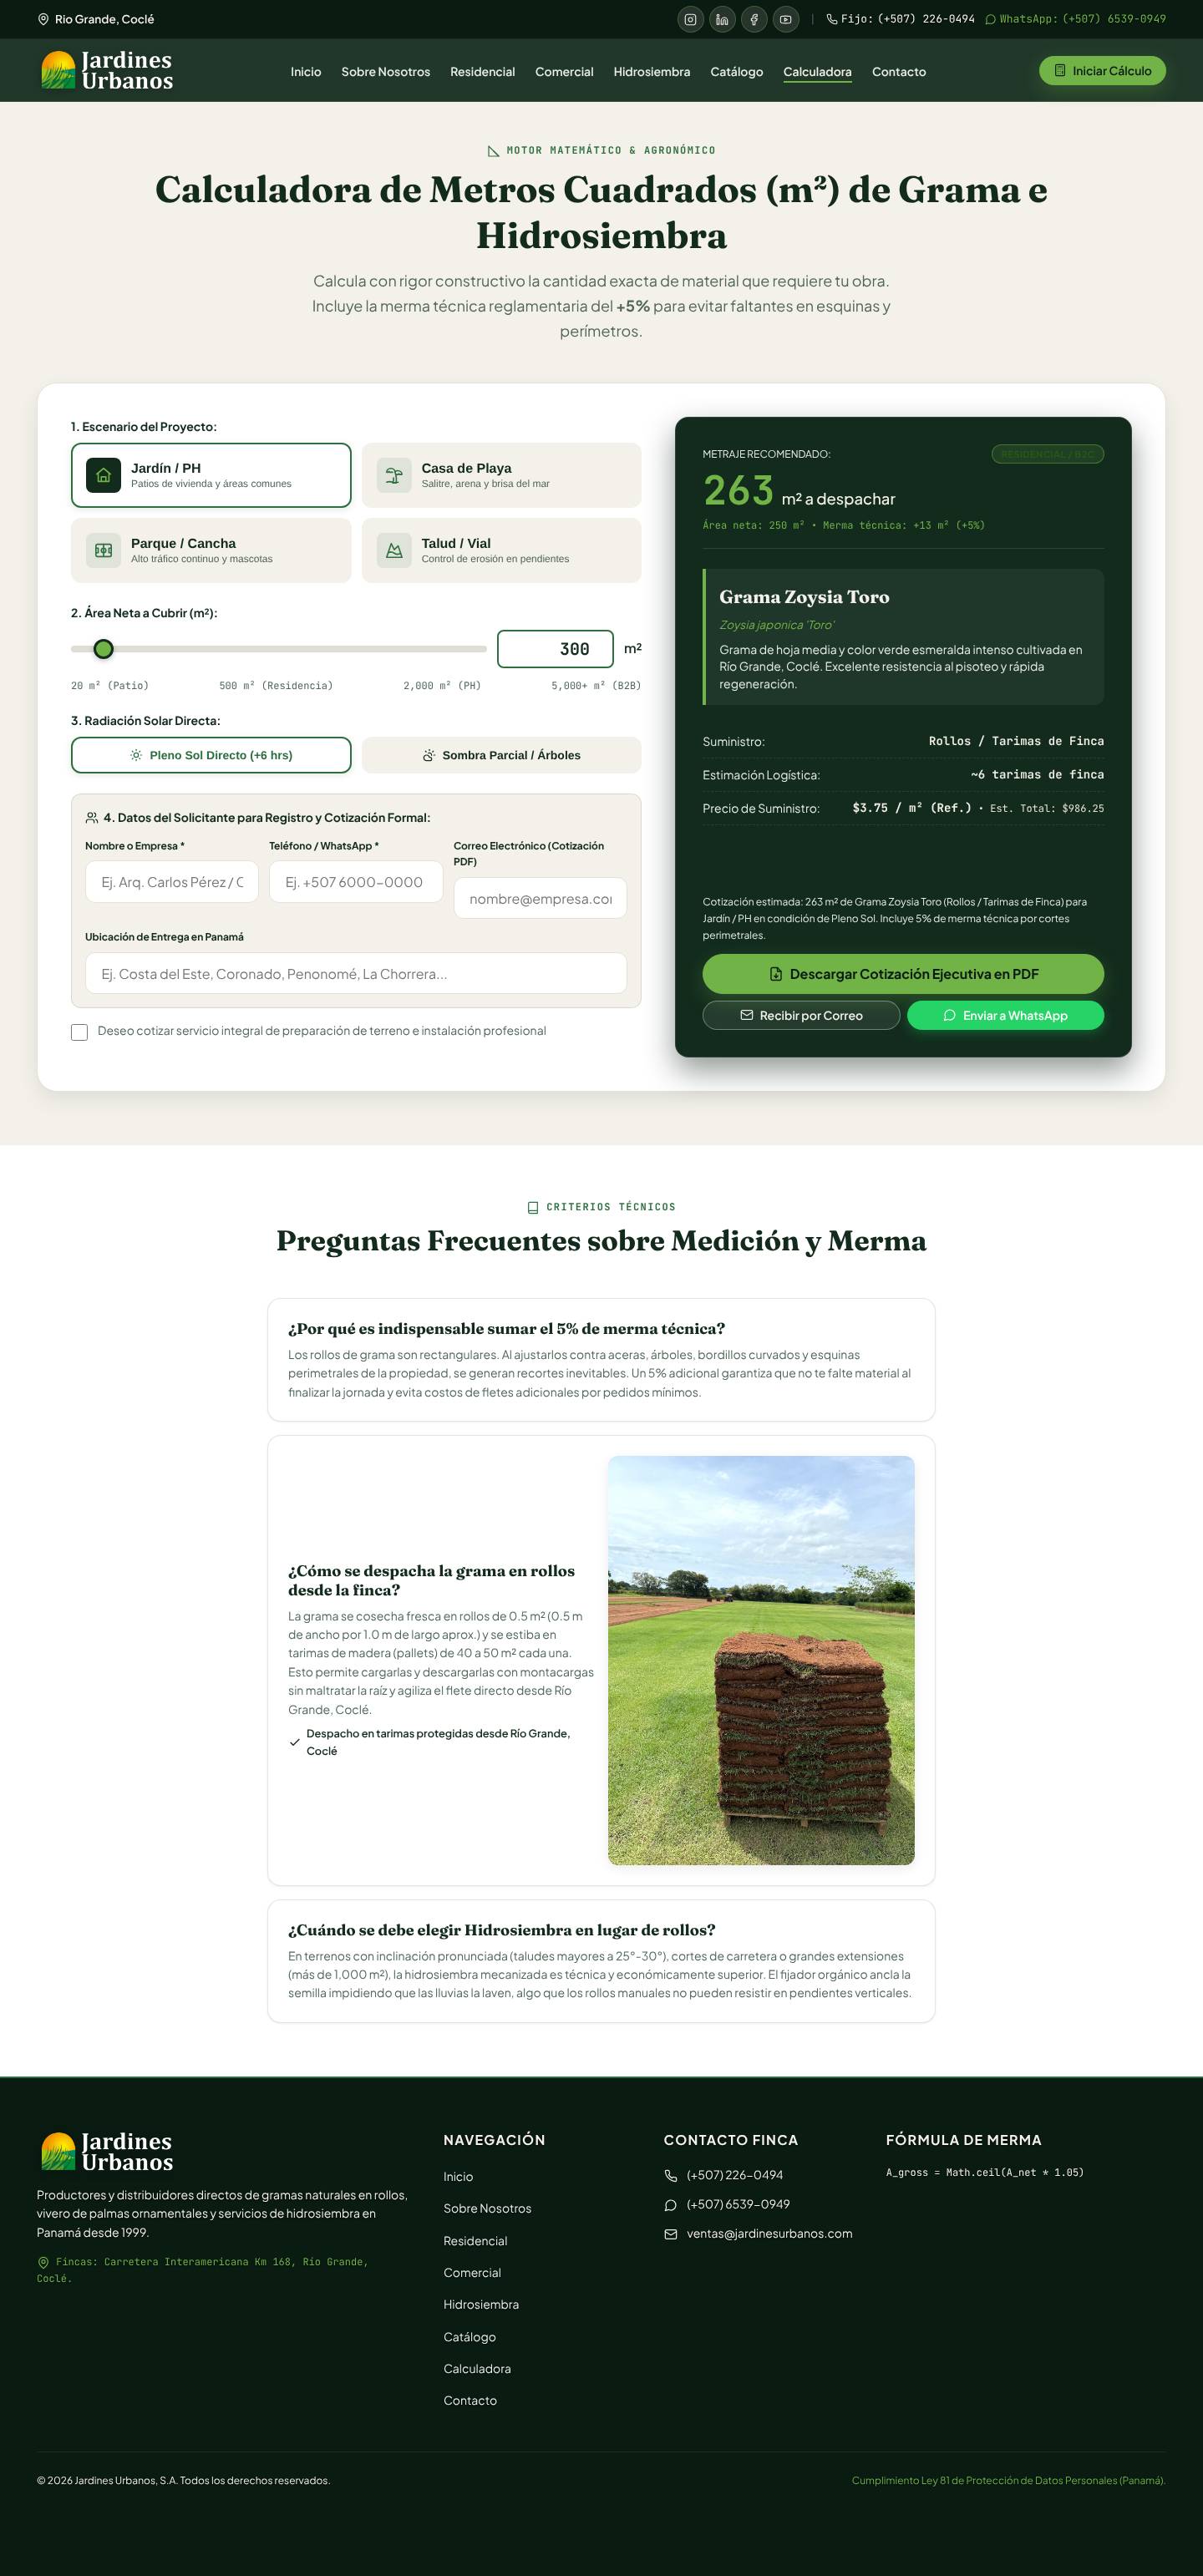 Rio Grande, Coclé
Fijo: (+507) 226-0494
WhatsApp: (+507) 6539-0949
Jardines
Urbanos
Inicio
Sobre Nosotros
Residencial
Comercial
Hidrosiembra
Catálogo
Calculadora
Contacto
Iniciar Cálculo
MOTOR MATEMÁTICO & AGRONÓMICO
Calculadora de Metros Cuadrados (m²) de Grama e
Hidrosiembra
Calcula con rigor constructivo la cantidad exacta de material que requiere tu obra.
Incluye la merma técnica reglamentaria del +5% para evitar faltantes en esquinas y
perímetros.
1. Escenario del Proyecto:
Jardín / PH
Patios de vivienda y áreas comunes
Casa de Playa
Salitre, arena y brisa del mar
Parque / Cancha
Alto tráfico continuo y mascotas
Talud / Vial
Control de erosión en pendientes
2. Área Neta a Cubrir (m²):
300
m²
20 m² (Patio)
500 m² (Residencia)
2,000 m² (PH)
5,000+ m² (B2B)
3. Radiación Solar Directa:
Pleno Sol Directo (+6 hrs)
Sombra Parcial / Árboles
4. Datos del Solicitante para Registro y Cotización Formal:
Nombre o Empresa *
Ej. Arq. Carlos Pérez / C
Teléfono / WhatsApp *
Ej. +507 6000-0000
Correo Electrónico (Cotización
PDF)
nombre@empresa.com
Ubicación de Entrega en Panamá
Ej. Costa del Este, Coronado, Penonomé, La Chorrera...
Deseo cotizar servicio integral de preparación de terreno e instalación profesional
METRAJE RECOMENDADO:
RESIDENCIAL / B2C
263 m² a despachar
Área neta: 250 m² • Merma técnica: +13 m² (+5%)
Grama Zoysia Toro
Zoysia japonica 'Toro'
Grama de hoja media y color verde esmeralda intenso cultivada en
Río Grande, Coclé. Excelente resistencia al pisoteo y rápida
regeneración.
Suministro:
Rollos / Tarimas de Finca
Estimación Logística:
~6 tarimas de finca
Precio de Suministro:
$3.75 / m² (Ref.) • Est. Total: $986.25
Cotización estimada: 263 m² de Grama Zoysia Toro (Rollos / Tarimas de Finca) para
Jardín / PH en condición de Pleno Sol. Incluye 5% de merma técnica por cortes
perimetrales.
Descargar Cotización Ejecutiva en PDF
Recibir por Correo
Enviar a WhatsApp
CRITERIOS TÉCNICOS
Preguntas Frecuentes sobre Medición y Merma
¿Por qué es indispensable sumar el 5% de merma técnica?
Los rollos de grama son rectangulares. Al ajustarlos contra aceras, árboles, bordillos curvados y esquinas
perimetrales de la propiedad, se generan recortes inevitables. Un 5% adicional garantiza que no te falte material al
finalizar la jornada y evita costos de fletes adicionales por pedidos mínimos.
¿Cómo se despacha la grama en rollos
desde la finca?
La grama se cosecha fresca en rollos de 0.5 m² (0.5 m
de ancho por 1.0 m de largo aprox.) y se estiba en
tarimas de madera (pallets) de 40 a 50 m² cada una.
Esto permite cargarlas y descargarlas con montacargas
sin maltratar la raíz y agiliza el flete directo desde Río
Grande, Coclé.
Despacho en tarimas protegidas desde Río Grande,
Coclé
¿Cuándo se debe elegir Hidrosiembra en lugar de rollos?
En terrenos con inclinación pronunciada (taludes mayores a 25°-30°), cortes de carretera o grandes extensiones
(más de 1,000 m²), la hidrosiembra mecanizada es técnica y económicamente superior. El fijador orgánico ancla la
semilla impidiendo que las lluvias la laven, algo que los rollos manuales no pueden resistir en pendientes verticales.
Jardines
Urbanos
Productores y distribuidores directos de gramas naturales en rollos,
vivero de palmas ornamentales y servicios de hidrosiembra en
Panamá desde 1999.
Fincas: Carretera Interamericana Km 168, Río Grande,
Coclé.
NAVEGACIÓN
Inicio
Sobre Nosotros
Residencial
Comercial
Hidrosiembra
Catálogo
Calculadora
Contacto
CONTACTO FINCA
(+507) 226-0494
(+507) 6539-0949
ventas@jardinesurbanos.com
FÓRMULA DE MERMA
A_gross = Math.ceil(A_net * 1.05)
© 2026 Jardines Urbanos, S.A. Todos los derechos reservados.
Cumplimiento Ley 81 de Protección de Datos Personales (Panamá).